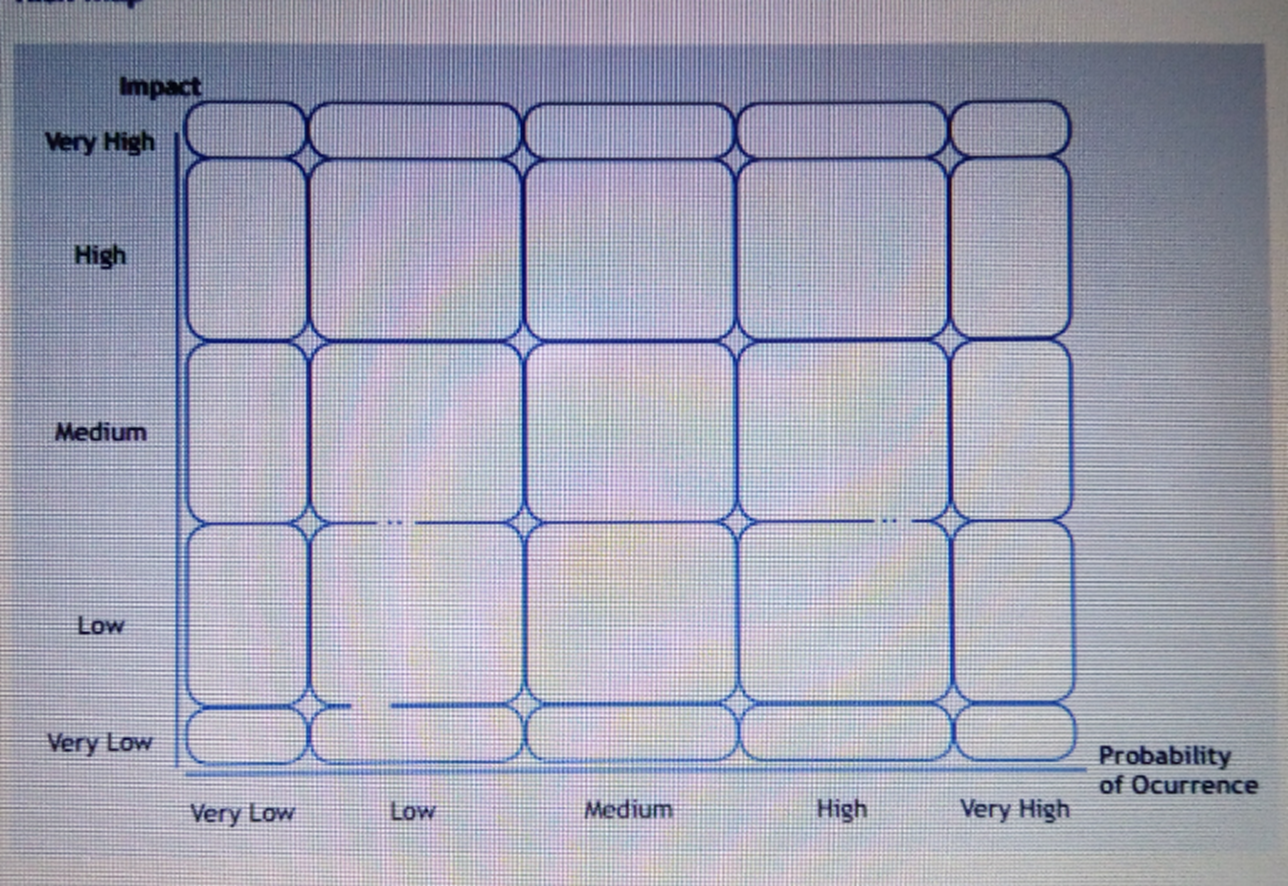 Impact
Very High
High
Medium
Low
Very Low
Probability
of Ocurrence
Very Low
Low
Medium
High
Very High